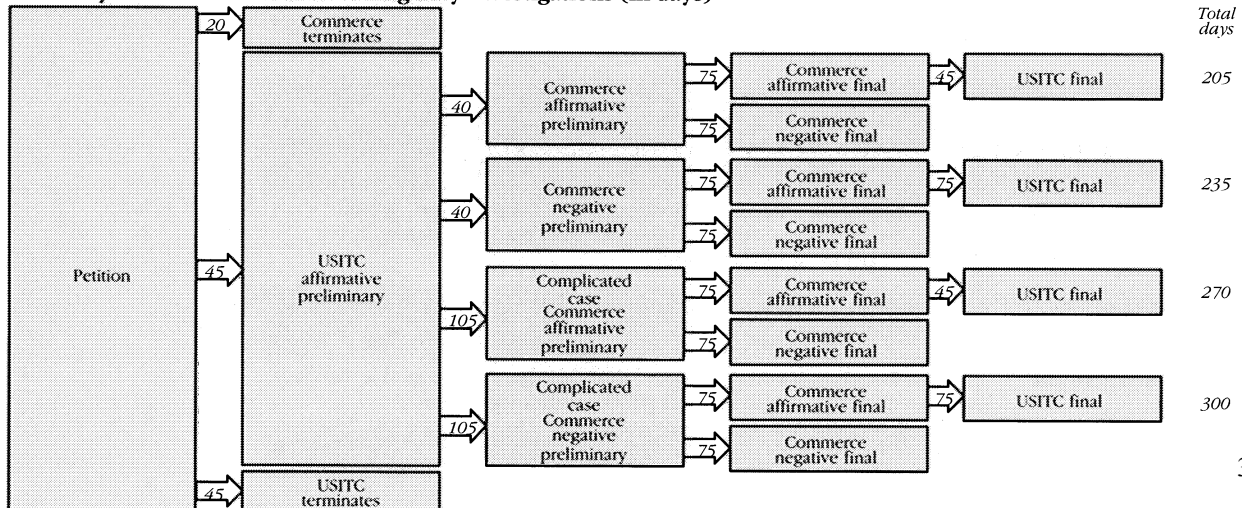 (in days)
Total
days
20
Commerce
terminates
Petition
45
USITC
affirmative
preliminary
40
Commerce
affirmative
preliminary
75
Commerce
affirmative final
45
USITC final
205
75
Commerce
negative final
40
Commerce
negative
preliminary
75
Commerce
affirmative final
75
USITC final
235
75
Commerce
negative final
105
Complicated
case
Commerce
affirmative
preliminary
75
Commerce
affirmative final
45
USITC final
270
75
Commerce
negative final
105
Complicated
case
Commerce
negative
preliminary
75
Commerce
affirmative final
75
USITC final
300
75
Commerce
negative final
45
USITC
terminates